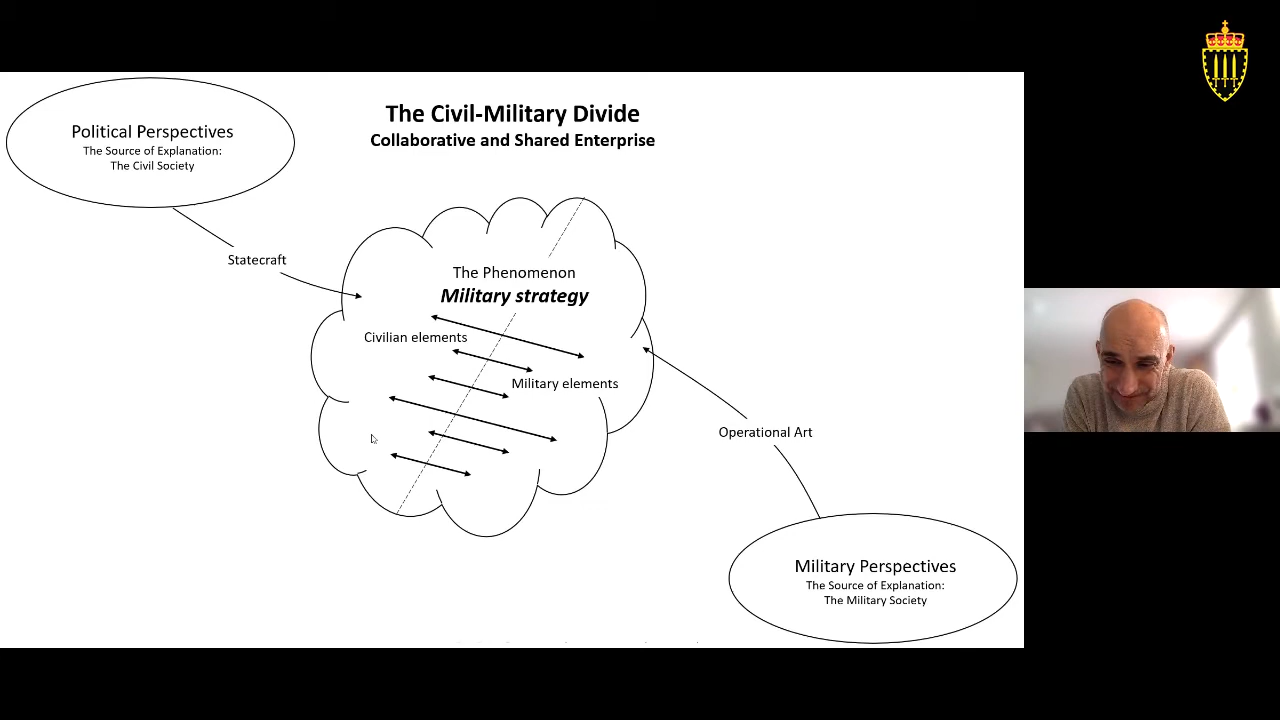 The Civil-Military Divide
Collaborative and Shared Enterprise
Political Perspectives
The Source of Explanation:
The Civil Society
Statecraft
The Phenomenon
Military strategy
Civilian elements
Military elements
Operational Art
Military Perspectives
The Source of Explanation:
The Military Society